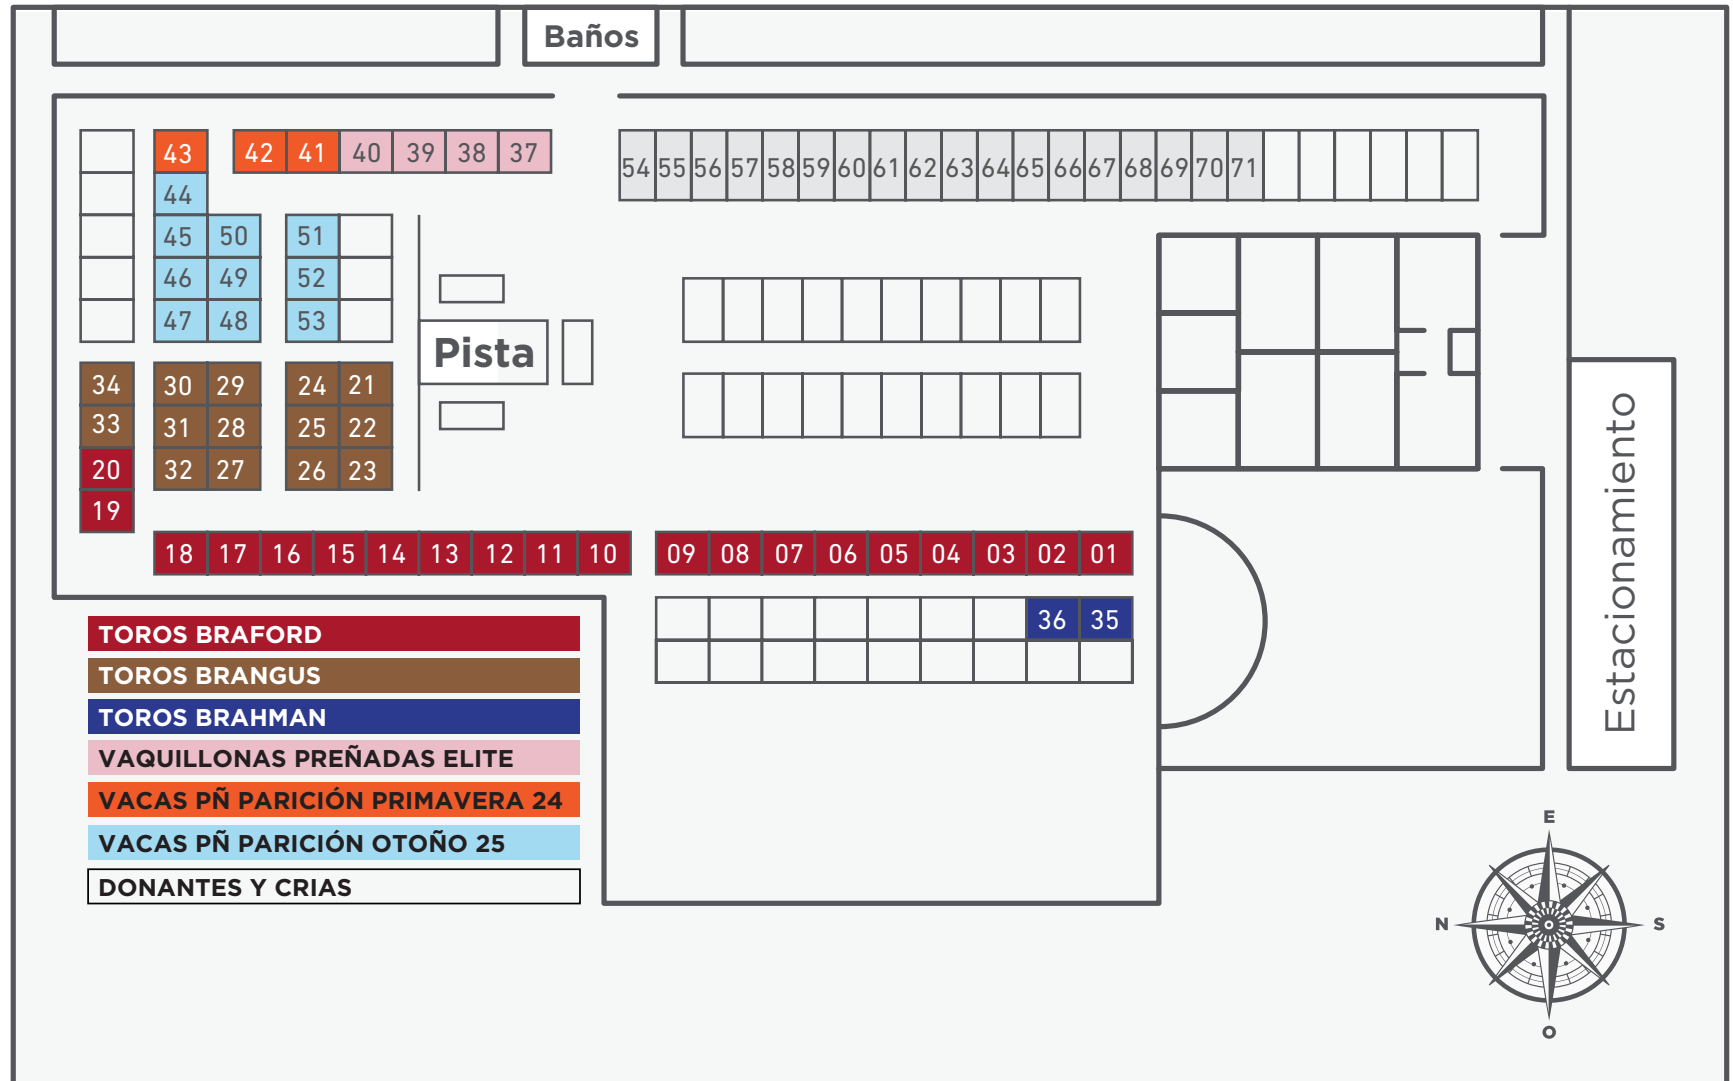 Baños
43 42 41 40 39 38 37 54 55 56 57 58 59 60 61 62 63 64 65 66 67 68 69 70 71
44
45 50 51
46 49 52
47 48 53
Pista
34 30 29 24 21
33 31 28 25 22
20 32 27 26 23
19
18 17 16 15 14 13 12 11 10 09 08 07 06 05 04 03 02 01
36 35
Estacionamiento
TOROS BRAFORD
TOROS BRANGUS
TOROS BRAHMAN
VAQUILLONAS PREÑADAS ELITE
VACAS PÑ PARICIÓN PRIMAVERA 24
VACAS PÑ PARICIÓN OTOÑO 25
DONANTES Y CRIAS
E
N S
O